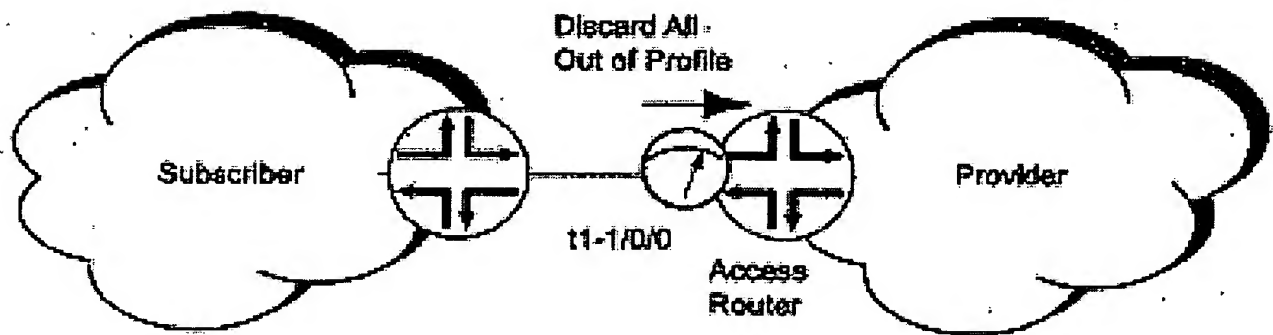 Discard All
Out of Profile
Subscriber
Provider
t1-1/0/0
Access
Router